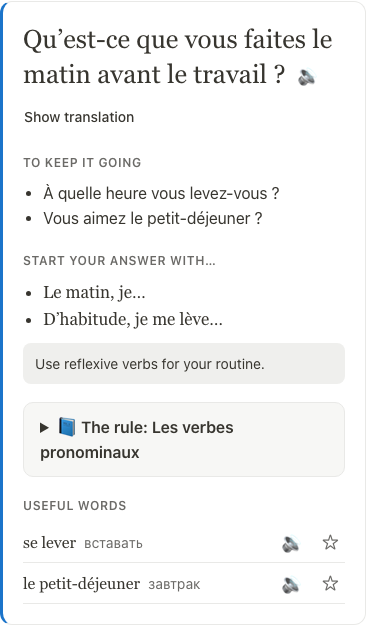 Qu’est-ce que vous faites le
matin avant le travail ?
Show translation
TO KEEP IT GOING
À quelle heure vous levez-vous ?
Vous aimez le petit-déjeuner ?
START YOUR ANSWER WITH…
Le matin, je…
D’habitude, je me lève…
Use reflexive verbs for your routine.
The rule: Les verbes
pronominaux
USEFUL WORDS
se lever вставать
le petit-déjeuner завтрак